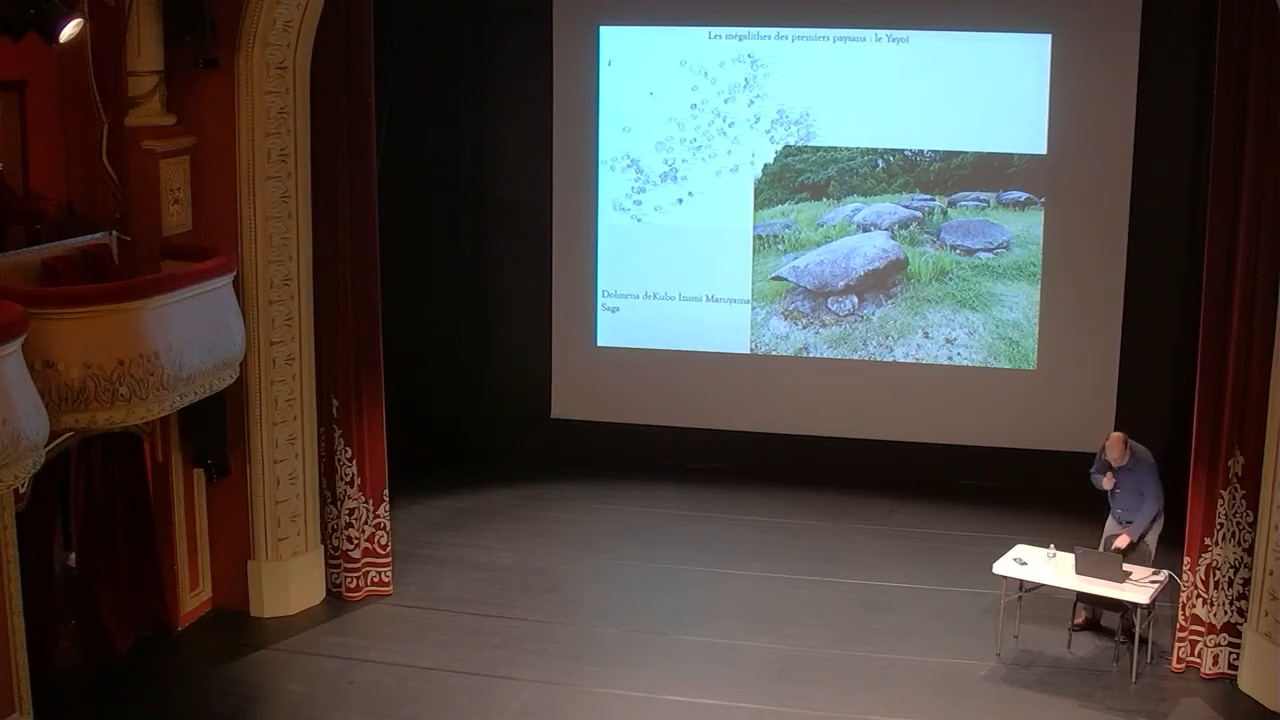 Les mégalithes des premiers paysans : le Yayoi
Dolmens deKubo Izumi Maruyama
Saga